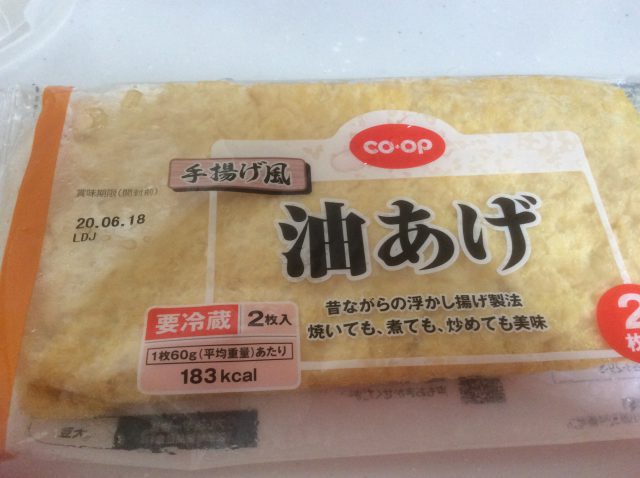 CO・OP
手揚げ風
賞味期限(開封前)
20.06.18
LDJ
油あげ
昔ながらの浮かし揚げ製法
焼いても、煮ても、炒めても美味
要冷蔵 2枚入
1枚60g(平均重量)あたり
183kcal
2
枚